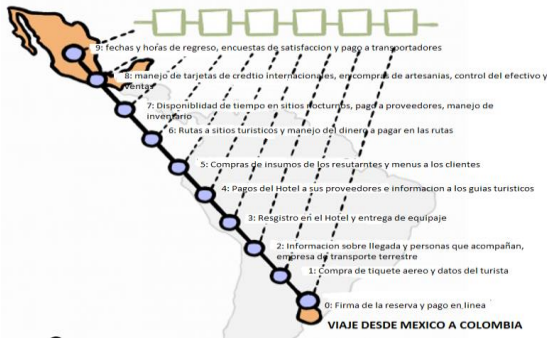 9: fechas y horas de regreso, encuestas de satisfaccion y pago a transportadores
8: manejo de tarjetas de credtio internacionales, en compras de artesanias, control del efectivo y
ventas
7: Disponiblidad de tiempo en sitios nocturnos, pago a proveedores, manejo de
inventario
6: Rutas a sitios turisticos y manejo del dinero a pagar en las rutas
5: Compras de insumos de los resutarntes y menus a los clientes
4: Pagos del Hotel a sus proveedores e informacion a los guias turisticos
3: Resgistro en el Hotel y entrega de equipaje
2: Informacion sobre llegada y personas que acompañan,
empresa de transporte terrestre
1: Compra de tiquete aereo y datos del turista
0: Firma de la reserva y pago en linea
VIAJE DESDE MEXICO A COLOMBIA